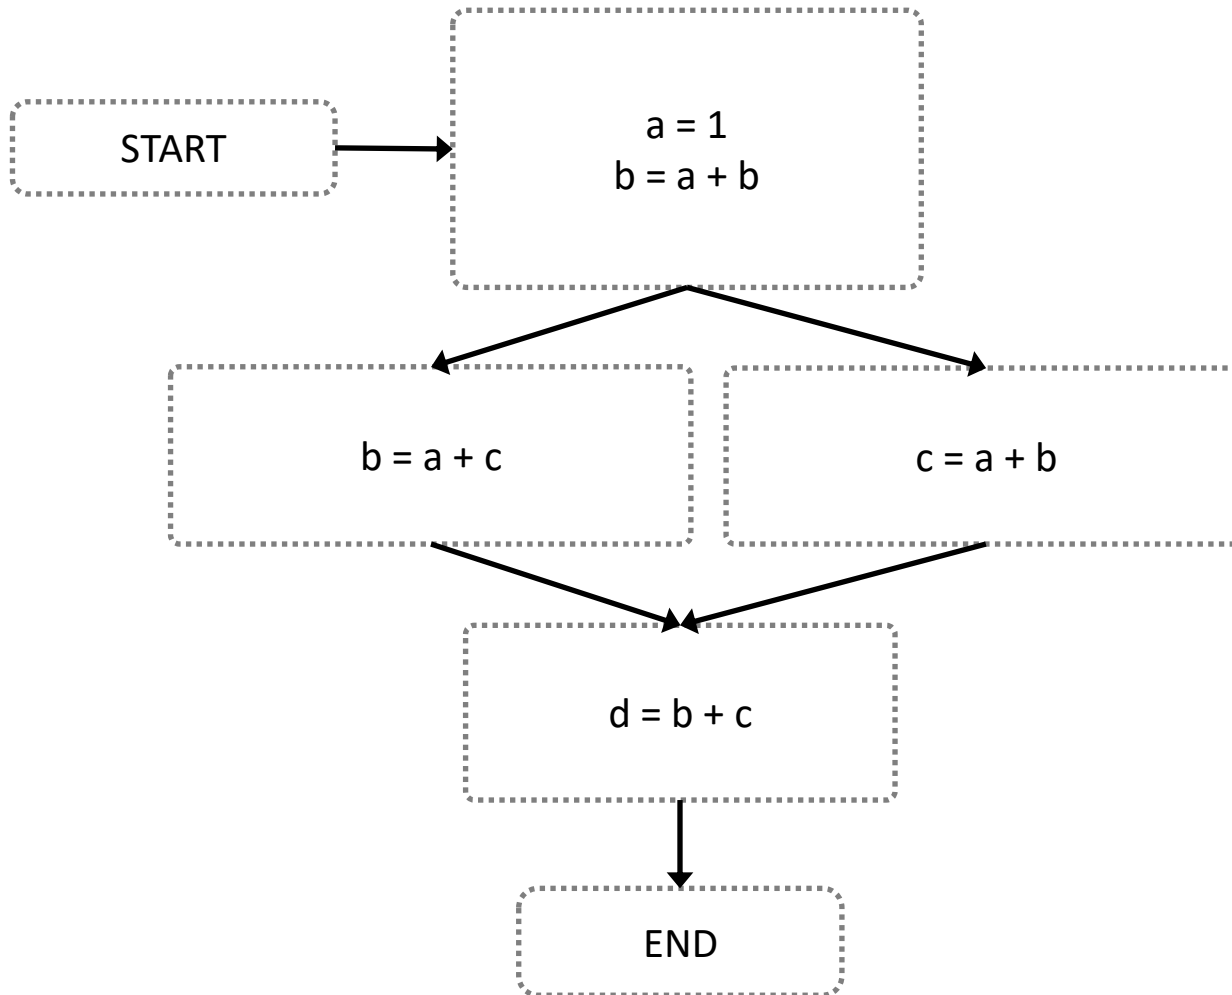 START
a = 1
b = a + b
b = a + c
c = a + b
d = b + c
END